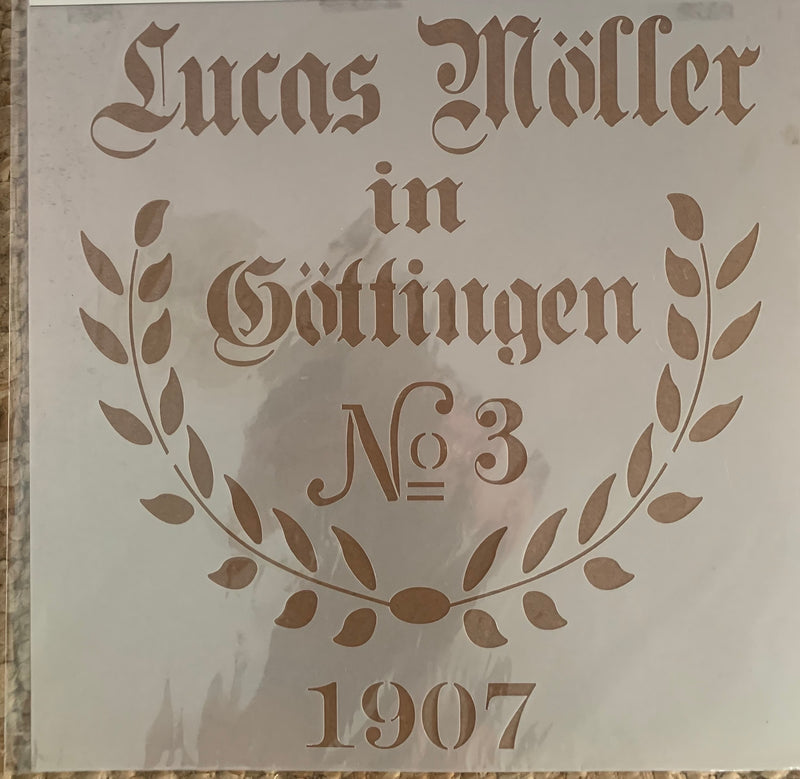 Lucas Möller
in
Göttingen
№ 3
1907